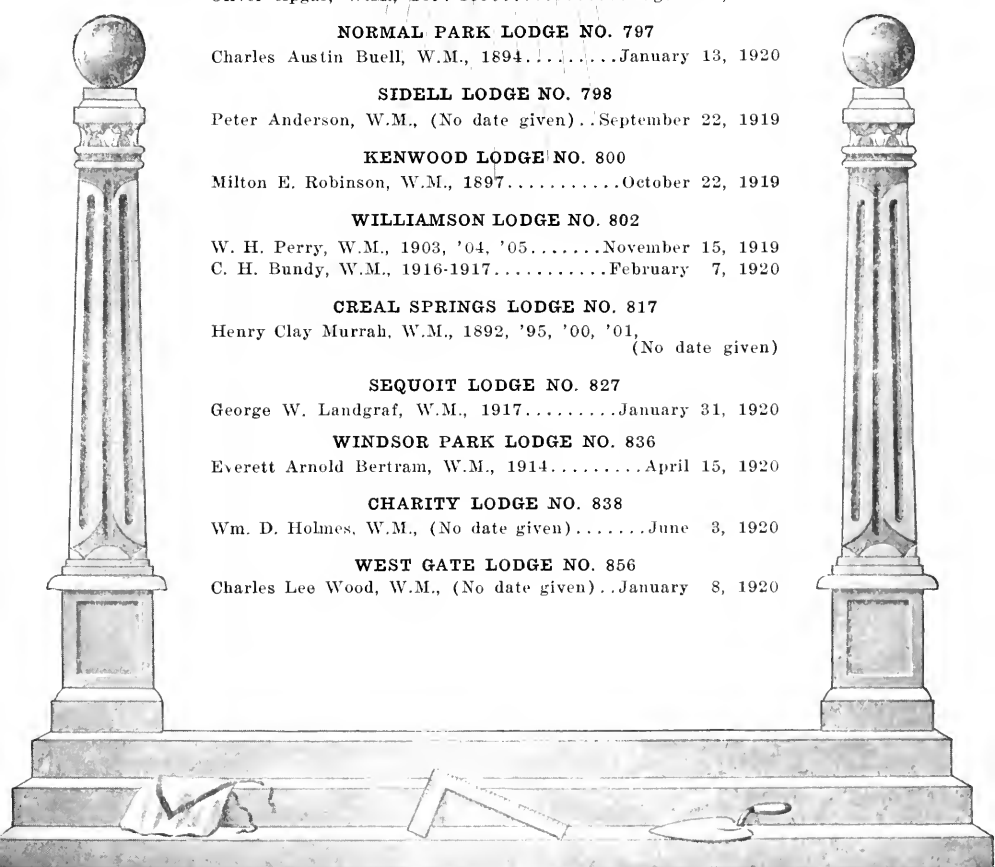 NORMAL PARK LODGE NO. 797
Charles Austin Buell, W.M., 1894.........January 13, 1920
SIDELL LODGE NO. 798
Peter Anderson, W.M., (No date given)..September 22, 1919
KENWOOD LODGE NO. 800
Milton E. Robinson, W.M., 1897...........October 22, 1919
WILLIAMSON LODGE NO. 802
W. H. Perry, W.M., 1903, '04, '05.......November 15, 1919
C. H. Bundy, W.M., 1916-1917...........February 7, 1920
CREAL SPRINGS LODGE NO. 817
Henry Clay Murrah, W.M., 1892, '95, '00, '01,
(No date given)
SEQUOIT LODGE NO. 827
George W. Landgraf, W.M., 1917.........January 31, 1920
WINDSOR PARK LODGE NO. 836
Everett Arnold Bertram, W.M., 1914.........April 15, 1920
CHARITY LODGE NO. 838
Wm. D. Holmes, W.M., (No date given).......June 3, 1920
WEST GATE LODGE NO. 856
Charles Lee Wood, W.M., (No date given)..January 8, 1920